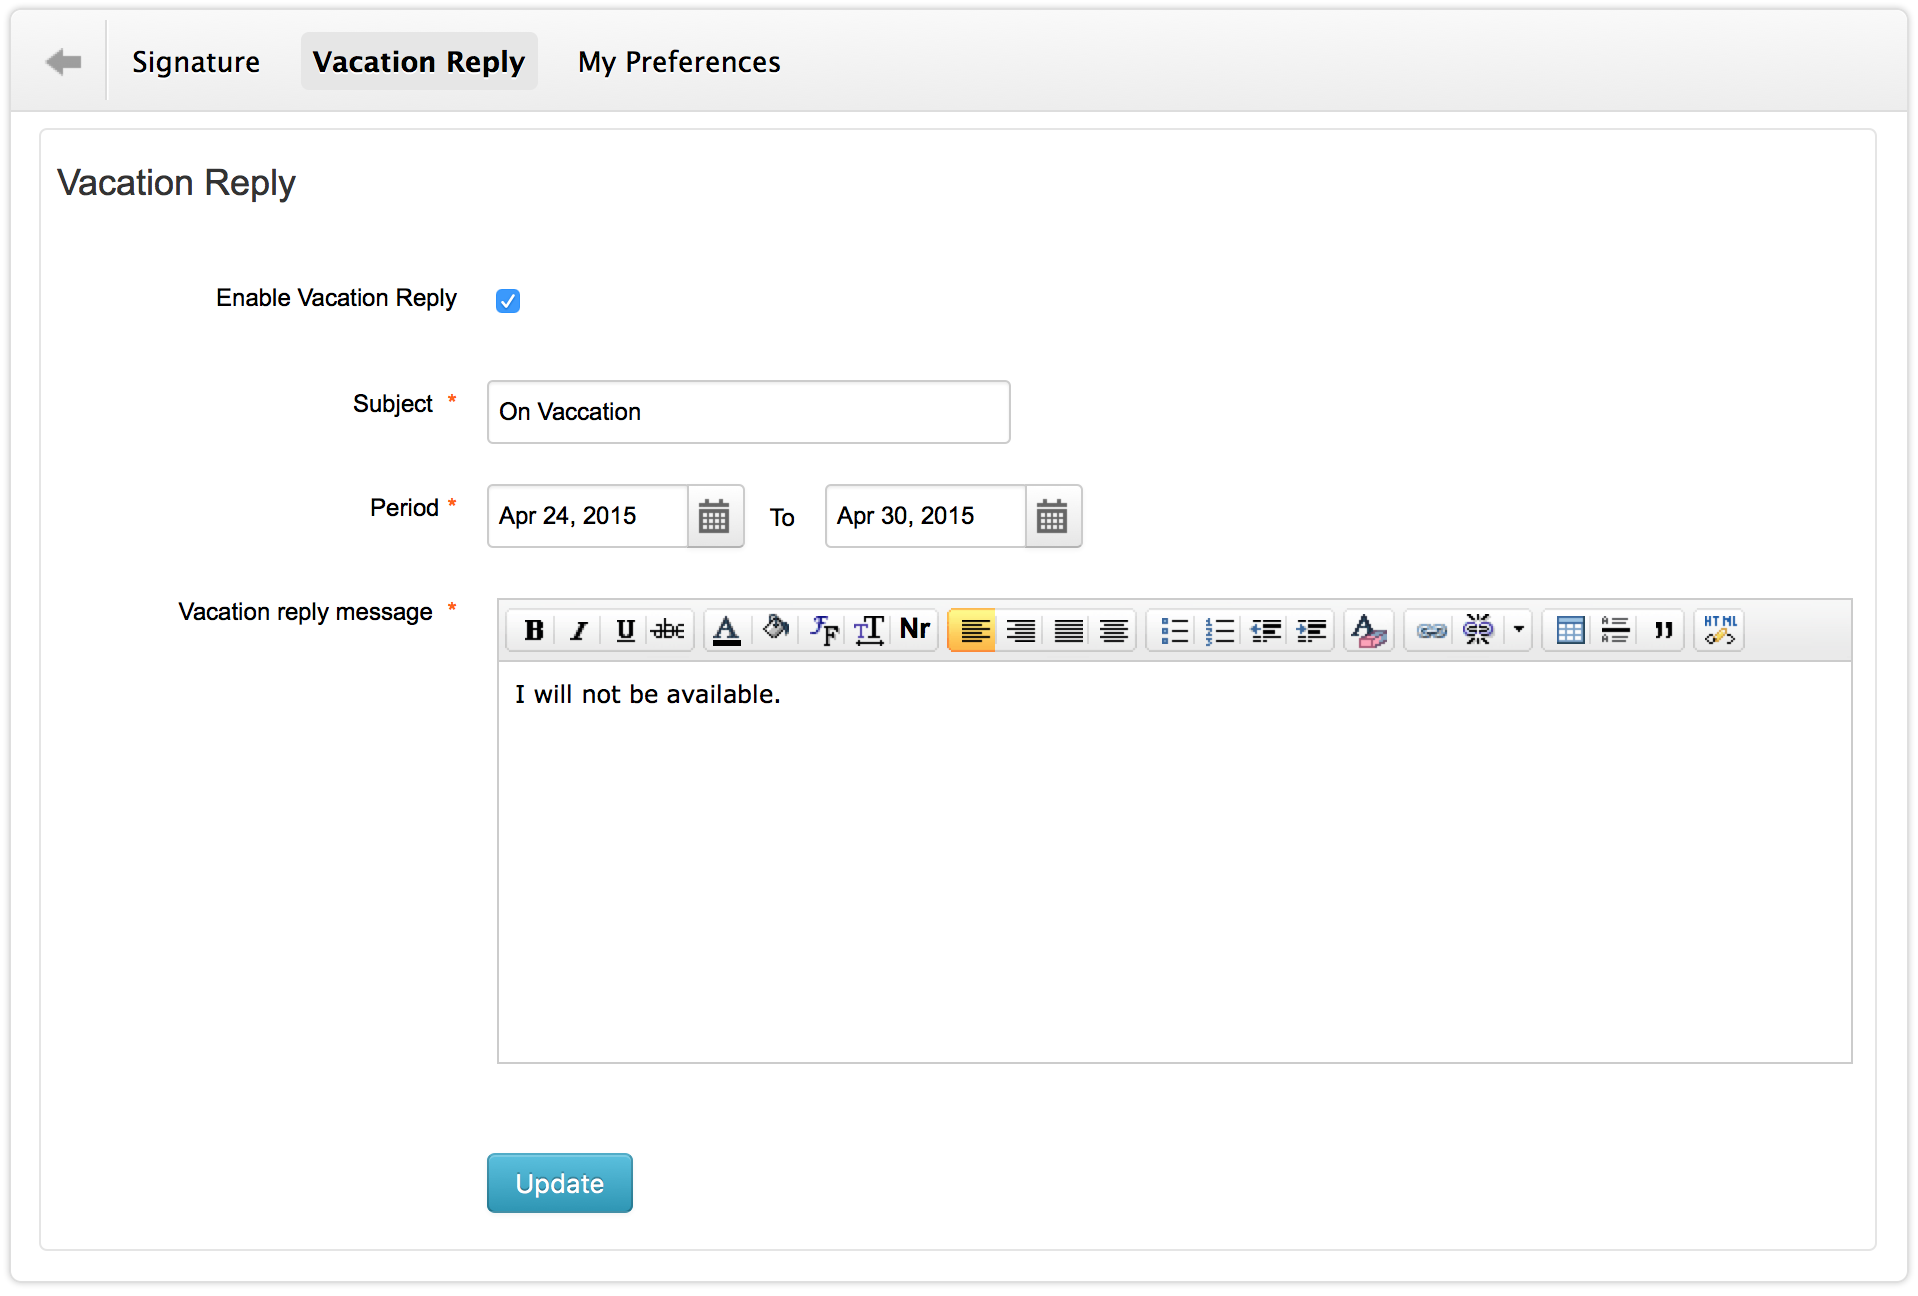 Signature Vacation Reply My Preferences
Vacation Reply
Enable Vacation Reply
Subject *
On Vaccation
Period *
Apr 24, 2015 To Apr 30, 2015
Vacation reply message *
B I U abc A F F TT Nr A HTML
I will not be available.
Update